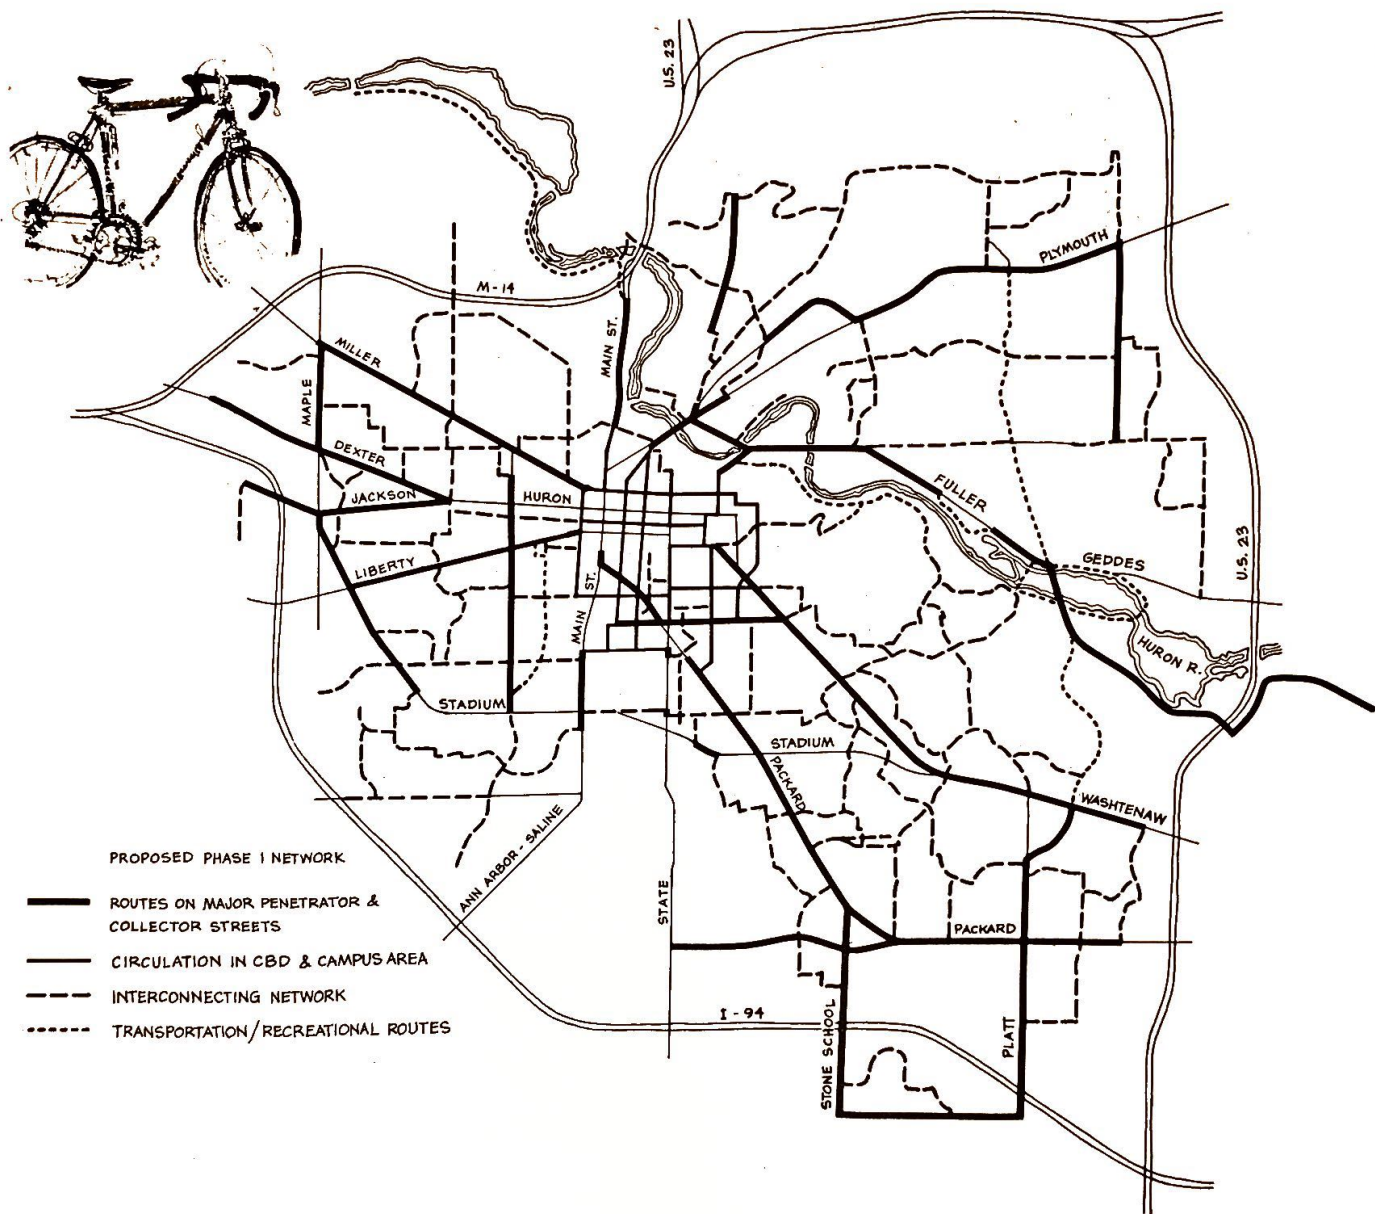 U.S. 23
PLYMOUTH
M-14
MAIN ST.
MILLER
MAPLE
DEXTER
JACKSON
HURON
FULLER
LIBERTY
GEDDES
U.S. 23
MAIN ST.
HURON R.
STADIUM
STADIUM
PACKARD
WASHTENAW
ANN ARBOR-SALINE
STATE
PACKARD
I-94
STONE SCHOOL
PLATT
PROPOSED PHASE 1 NETWORK
ROUTES ON MAJOR PENETRATOR &
COLLECTOR STREETS
CIRCULATION IN CBD & CAMPUS AREA
INTERCONNECTING NETWORK
TRANSPORTATION/RECREATIONAL ROUTES